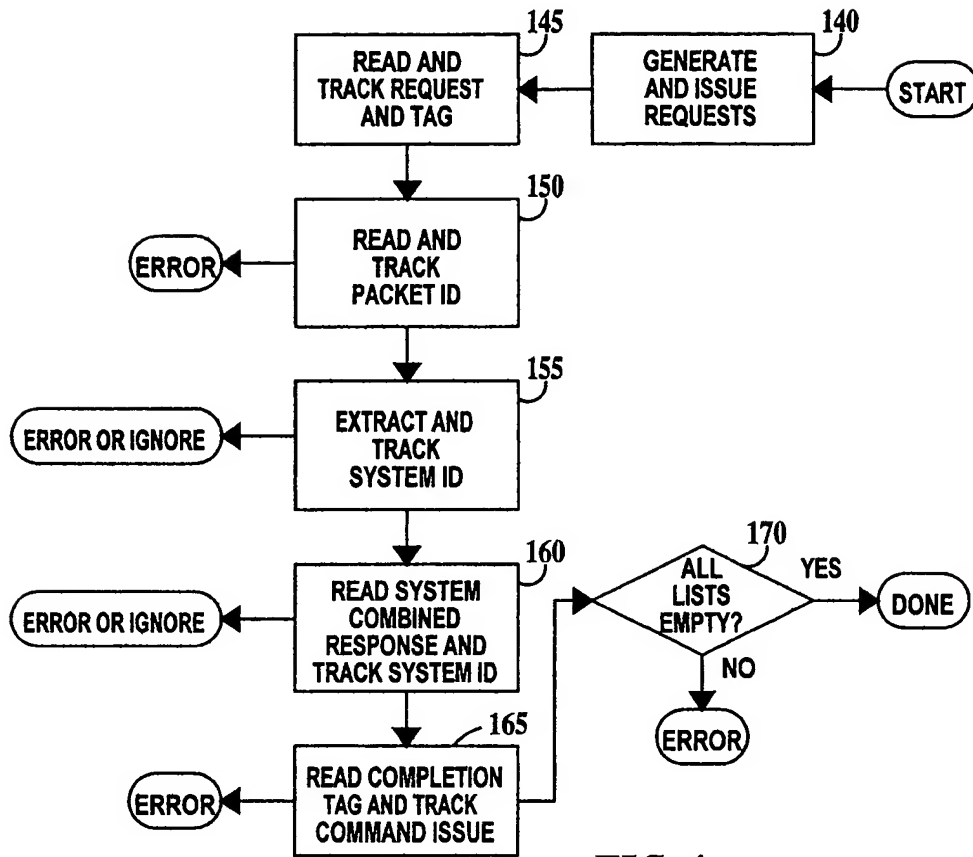 START
140
GENERATE
AND ISSUE
REQUESTS
145
READ AND
TRACK REQUEST
AND TAG
150
READ AND
TRACK
PACKET ID
ERROR
155
EXTRACT AND
TRACK
SYSTEM ID
ERROR OR IGNORE
160
READ SYSTEM
COMBINED
RESPONSE AND
TRACK SYSTEM ID
ERROR OR IGNORE
165
READ COMPLETION
TAG AND TRACK
COMMAND ISSUE
ERROR
170
ALL
LISTS
EMPTY?
YES
DONE
NO
ERROR